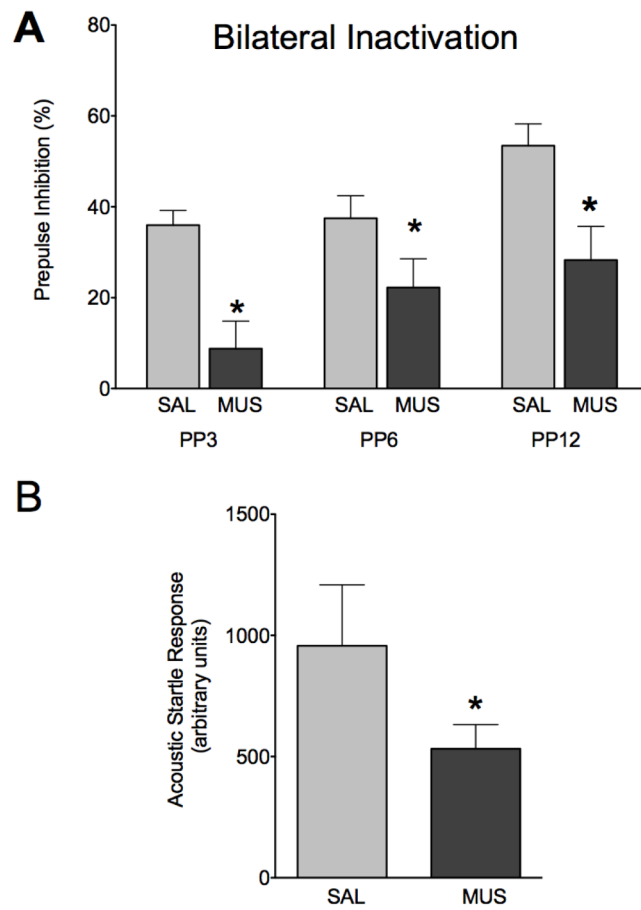 A
Bilateral Inactivation
Prepulse Inhibition (%)
80
60
40
20
0
*
*
*
SAL MUS SAL MUS SAL MUS
PP3 PP6 PP12
B
Acoustic Startle Response
(arbitrary units)
1500
1000
500
0
*
SAL MUS